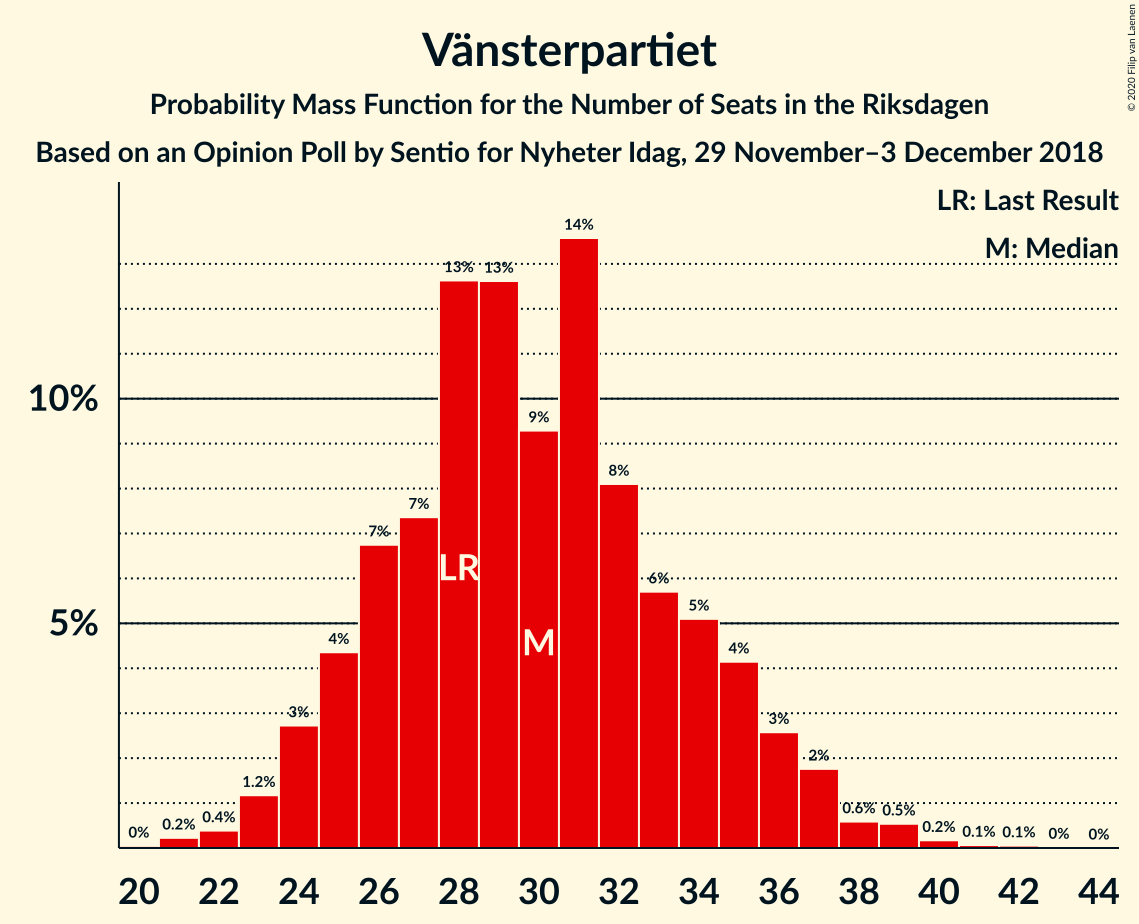 Vänsterpartiet
Probability Mass Function for the Number of Seats in the Riksdagen
Based on an Opinion Poll by Sentio for Nyheter Idag, 29 November–3 December 2018
© 2020 Filip van Laenen
LR: Last Result
M: Median
10%
5%
0% 0.2% 0.4% 1.2% 3% 4% 7% 7% 13% 13% 9% 14% 8% 6% 5% 4% 3% 2% 0.6% 0.5% 0.2% 0.1% 0.1% 0% 0%
LR
M
20 22 24 26 28 30 32 34 36 38 40 42 44